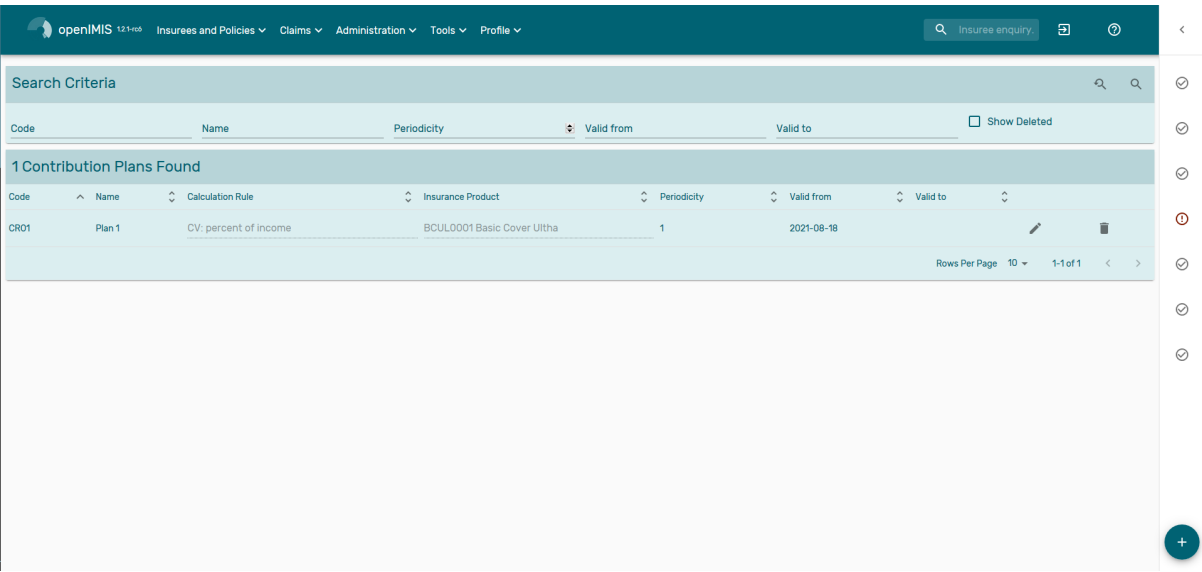 openIMIS 1.2.1-rc6 Insurees and Policies Claims Administration Tools Profile Insuree enquiry.
Search Criteria
Code Name Periodicity Valid from Valid to Show Deleted
1 Contribution Plans Found
Code Name Calculation Rule Insurance Product Periodicity Valid from Valid to
CR01 Plan 1 CV: percent of income BCUL0001 Basic Cover Ultha 1 2021-08-18
Rows Per Page 10 1-1 of 1